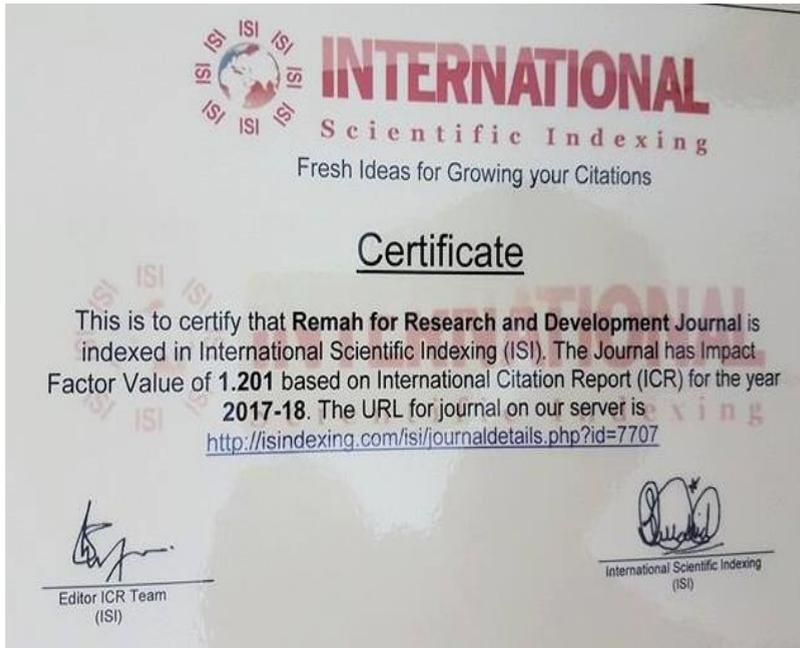 ISI ISI ISI ISI ISI ISI ISI ISI
INTERNATIONAL
Scientific Indexing
Fresh Ideas for Growing your Citations
Certificate
This is to certify that Remah for Research and Development Journal is
indexed in International Scientific Indexing (ISI). The Journal has Impact
Factor Value of 1.201 based on International Citation Report (ICR) for the year
2017-18. The URL for journal on our server is
http://isindexing.com/isi/journaldetails.php?id=7707
Editor ICR Team
(ISI)
International Scientific Indexing
(ISI)